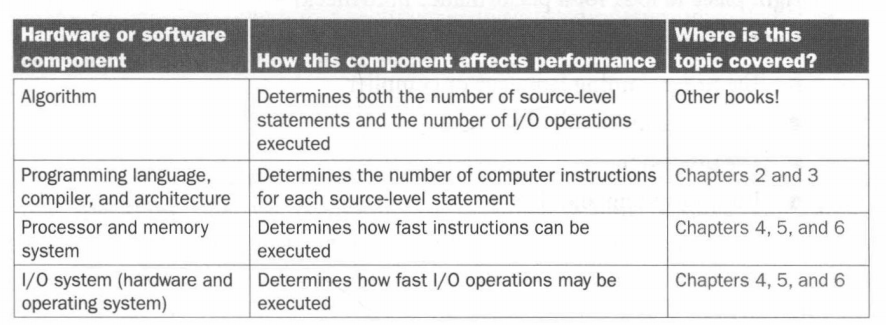 Hardware or software component | How this component affects performance | Where is this topic covered?
Algorithm | Determines both the number of source-level statements and the number of I/O operations executed | Other books!
Programming language, compiler, and architecture | Determines the number of computer instructions for each source-level statement | Chapters 2 and 3
Processor and memory system | Determines how fast instructions can be executed | Chapters 4, 5, and 6
I/O system (hardware and operating system) | Determines how fast I/O operations may be executed | Chapters 4, 5, and 6